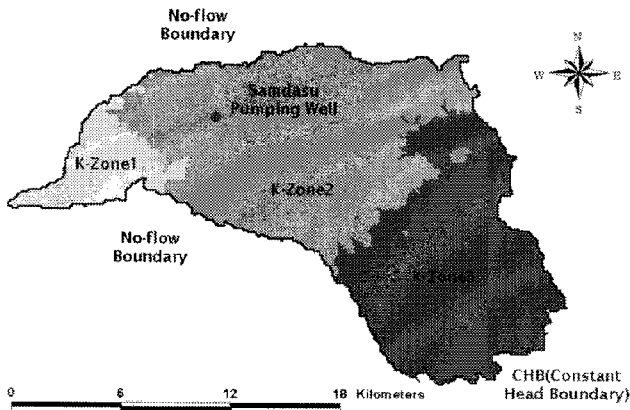 No-flow
Boundary
N
W E
S
Samdasu
Pumping Well
K-Zone1
K-Zone2
No-flow
Boundary
K-Zone3
CHB(Constant
Head Boundary)
0 6 12 18 Kilometers